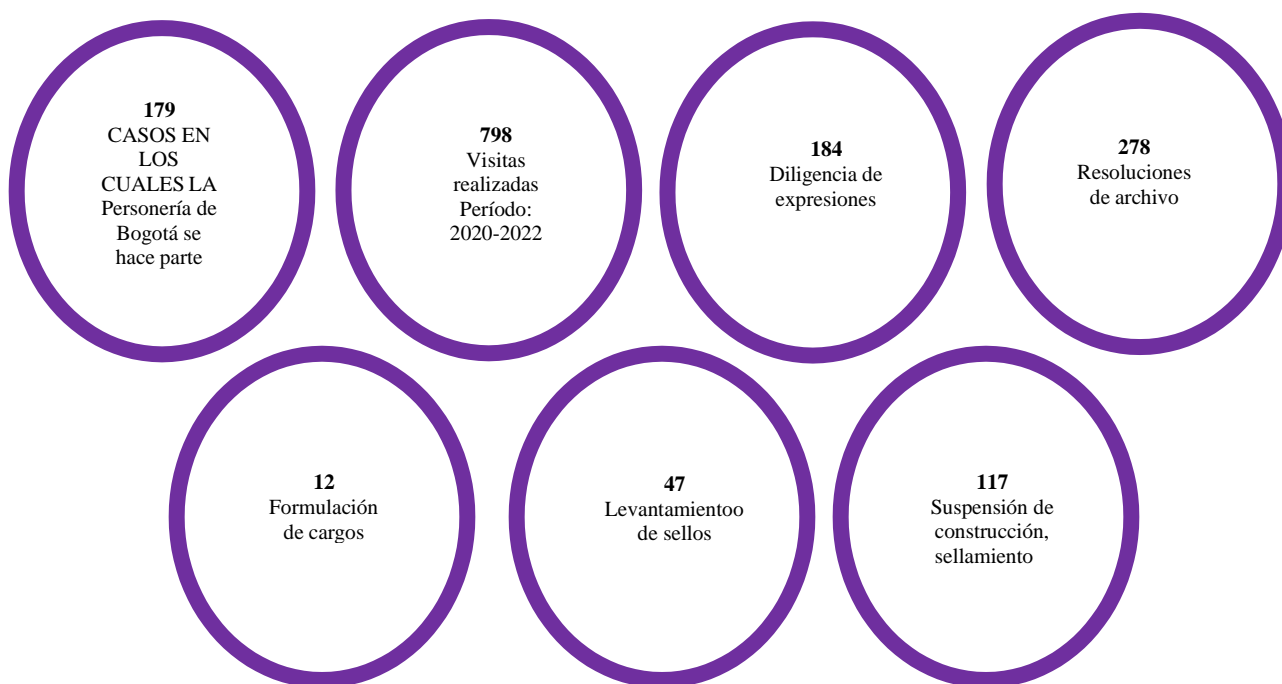 179
CASOS EN
LOS
CUALES LA
Personería de
Bogotá se
hace parte
798
Visitas
realizadas
Período:
2020-2022
184
Diligencia de
expresiones
278
Resoluciones
de archivo
12
Formulación
de cargos
47
Levantamientoo
de sellos
117
Suspensión de
construcción,
sellamiento